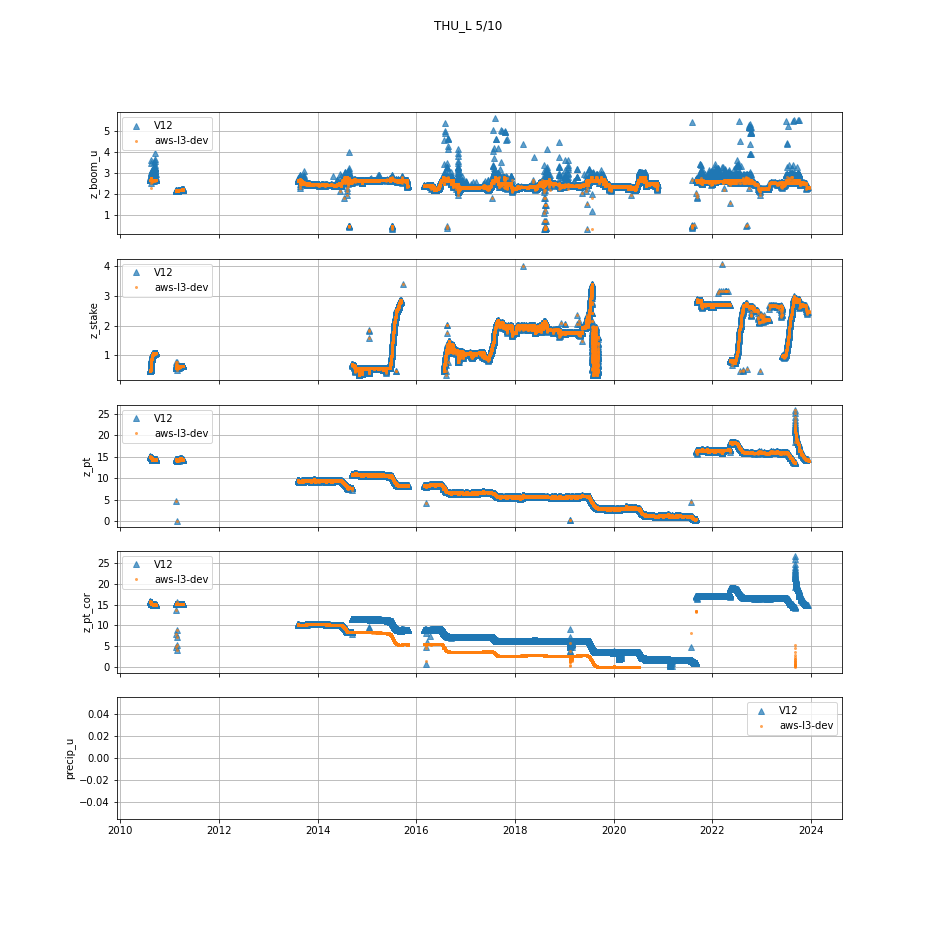 THU_L 5/10
z_boom_u
5
4
3
2
1
V12
aws-l3-dev
z_stake
4
3
2
1
V12
aws-l3-dev
z_pt
25
20
15
10
5
0
V12
aws-l3-dev
z_pt_cor
25
20
15
10
5
0
V12
aws-l3-dev
precip_u
0.04
0.02
0.00
−0.02
−0.04
V12
aws-l3-dev
2010 2012 2014 2016 2018 2020 2022 2024